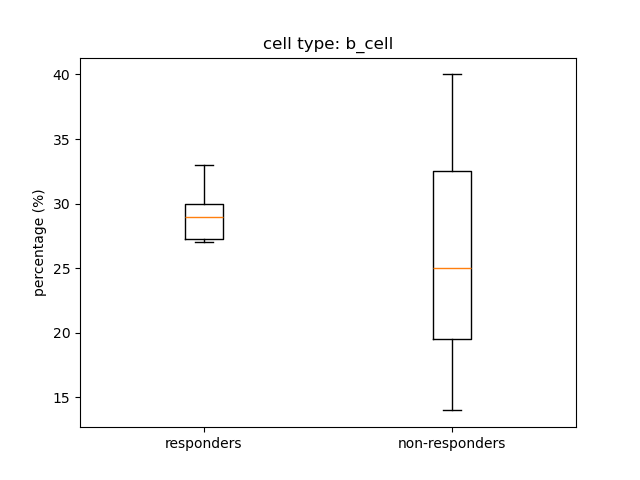 cell type: b_cell
percentage (%)
40
35
30
25
20
15
responders
non-responders